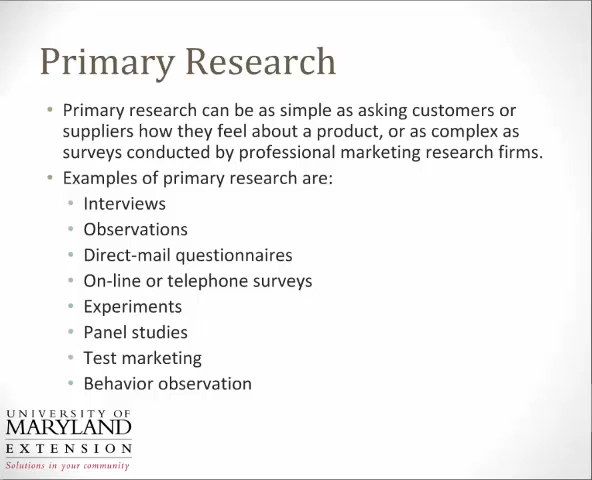 Primary Research
• Primary research can be as simple as asking customers or
suppliers how they feel about a product, or as complex as
surveys conducted by professional marketing research firms.
• Examples of primary research are:
• Interviews
• Observations
• Direct-mail questionnaires
• On-line or telephone surveys
• Experiments
• Panel studies
• Test marketing
• Behavior observation
UNIVERSITY OF
MARYLAND
EXTENSION
Solutions in your community